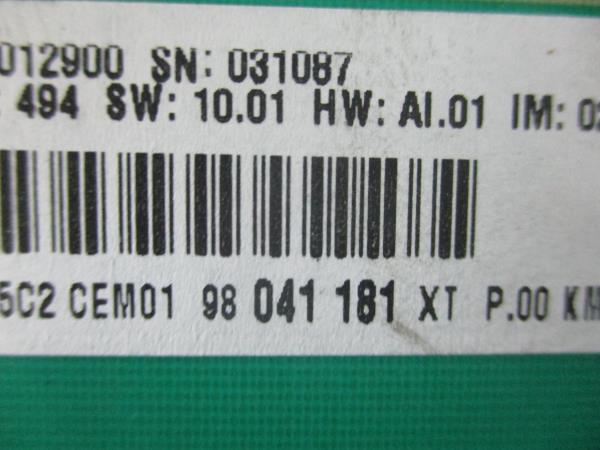 012900 SN: 031087
: 494 SW: 10.01 HW: AI.01 IM: 02
5C2 CEM01 98 041 181 XT P.00 KM